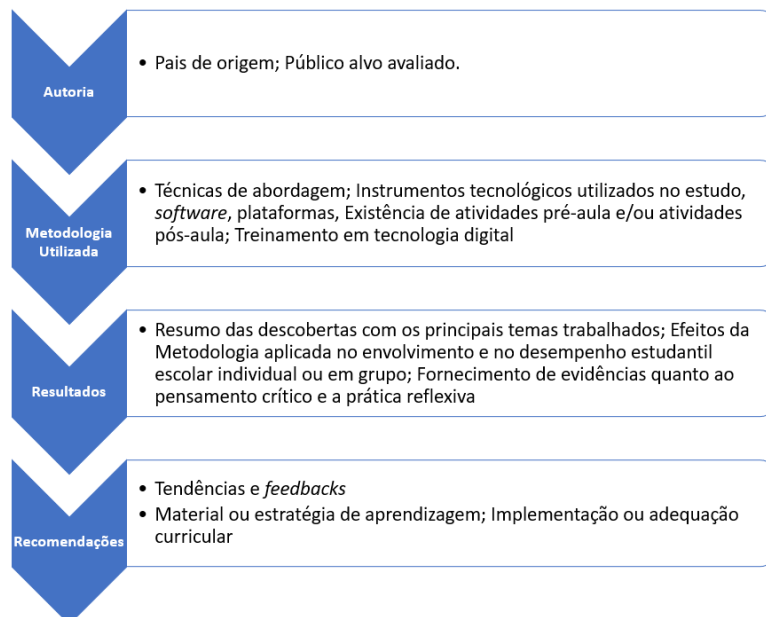 Autoria
• Pais de origem; Público alvo avaliado.
Metodologia
Utilizada
• Técnicas de abordagem; Instrumentos tecnológicos utilizados no estudo,
software, plataformas, Existência de atividades pré-aula e/ou atividades
pós-aula; Treinamento em tecnologia digital
Resultados
• Resumo das descobertas com os principais temas trabalhados; Efeitos da
Metodologia aplicada no envolvimento e no desempenho estudantil
escolar individual ou em grupo; Fornecimento de evidências quanto ao
pensamento crítico e a prática reflexiva
Recomendações
• Tendências e feedbacks
• Material ou estratégia de aprendizagem; Implementação ou adequação
curricular